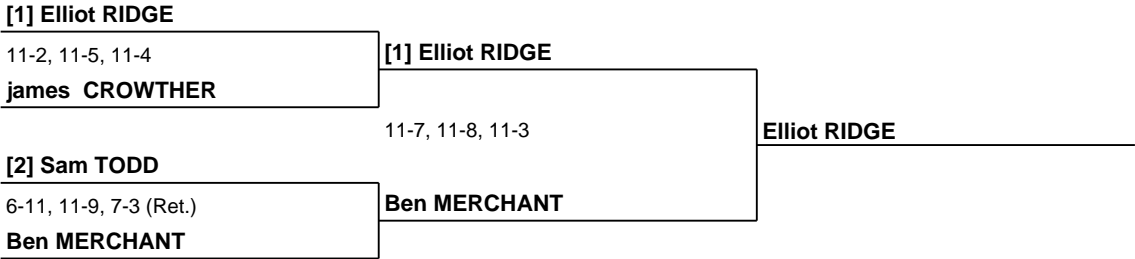 [1] Elliot RIDGE
11-2, 11-5, 11-4
james CROWTHER
[1] Elliot RIDGE
11-7, 11-8, 11-3
Elliot RIDGE
[2] Sam TODD
6-11, 11-9, 7-3 (Ret.)
Ben MERCHANT
Ben MERCHANT